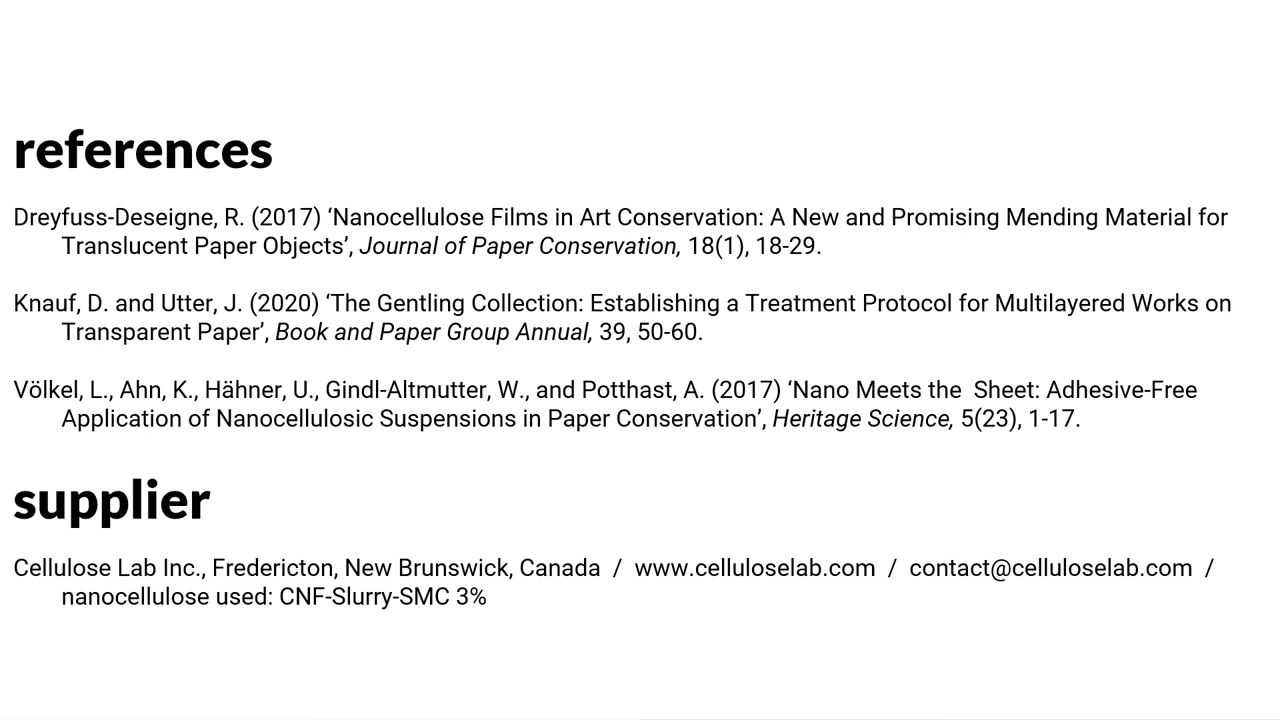 references
Dreyfuss-Deseigne, R. (2017) ‘Nanocellulose Films in Art Conservation: A New and Promising Mending Material for
Translucent Paper Objects’, Journal of Paper Conservation, 18(1), 18-29.
Knauf, D. and Utter, J. (2020) ‘The Gentling Collection: Establishing a Treatment Protocol for Multilayered Works on
Transparent Paper’, Book and Paper Group Annual, 39, 50-60.
Völkel, L., Ahn, K., Hähner, U., Gindl-Altmutter, W., and Potthast, A. (2017) ‘Nano Meets the  Sheet: Adhesive-Free
Application of Nanocellulosic Suspensions in Paper Conservation’, Heritage Science, 5(23), 1-17.
supplier
Cellulose Lab Inc., Fredericton, New Brunswick, Canada  /  www.celluloselab.com  /  contact@celluloselab.com  /
nanocellulose used: CNF-Slurry-SMC 3%